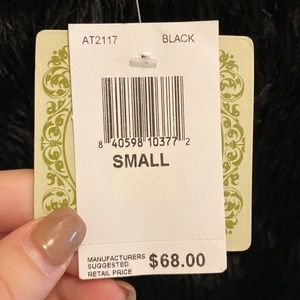 AT2117 BLACK
8 40598 10377 2
SMALL
MANUFACTURERS
SUGGESTED
RETAIL PRICE $68.00